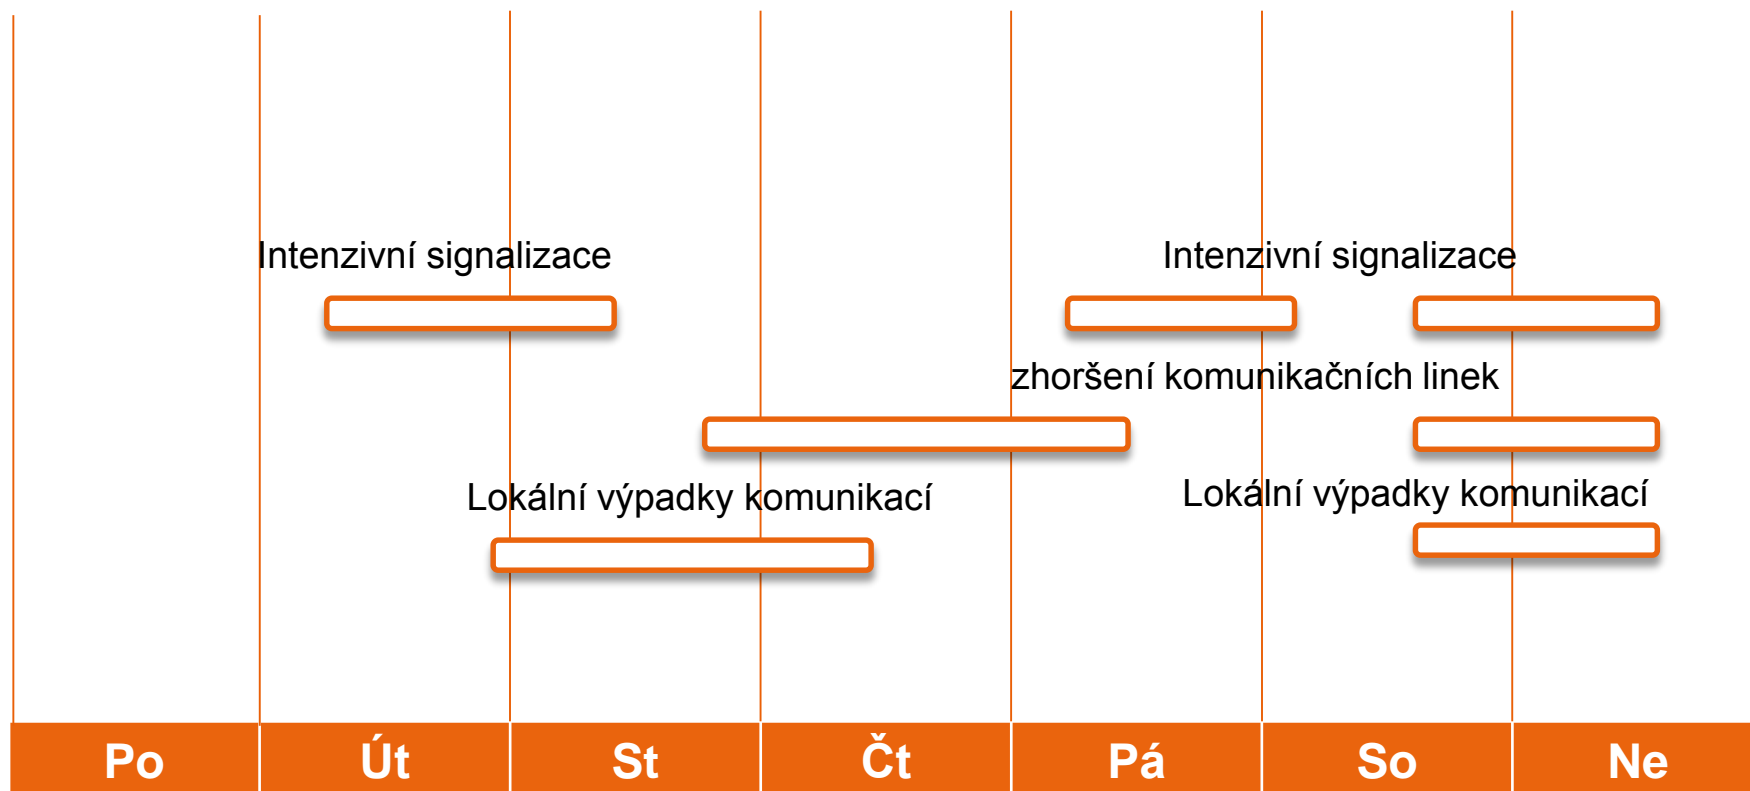 Intenzivní signalizace
Intenzivní signalizace
zhoršení komunikačních linek
Lokální výpadky komunikací
Lokální výpadky komunikací
Po Út St Čt Pá So Ne